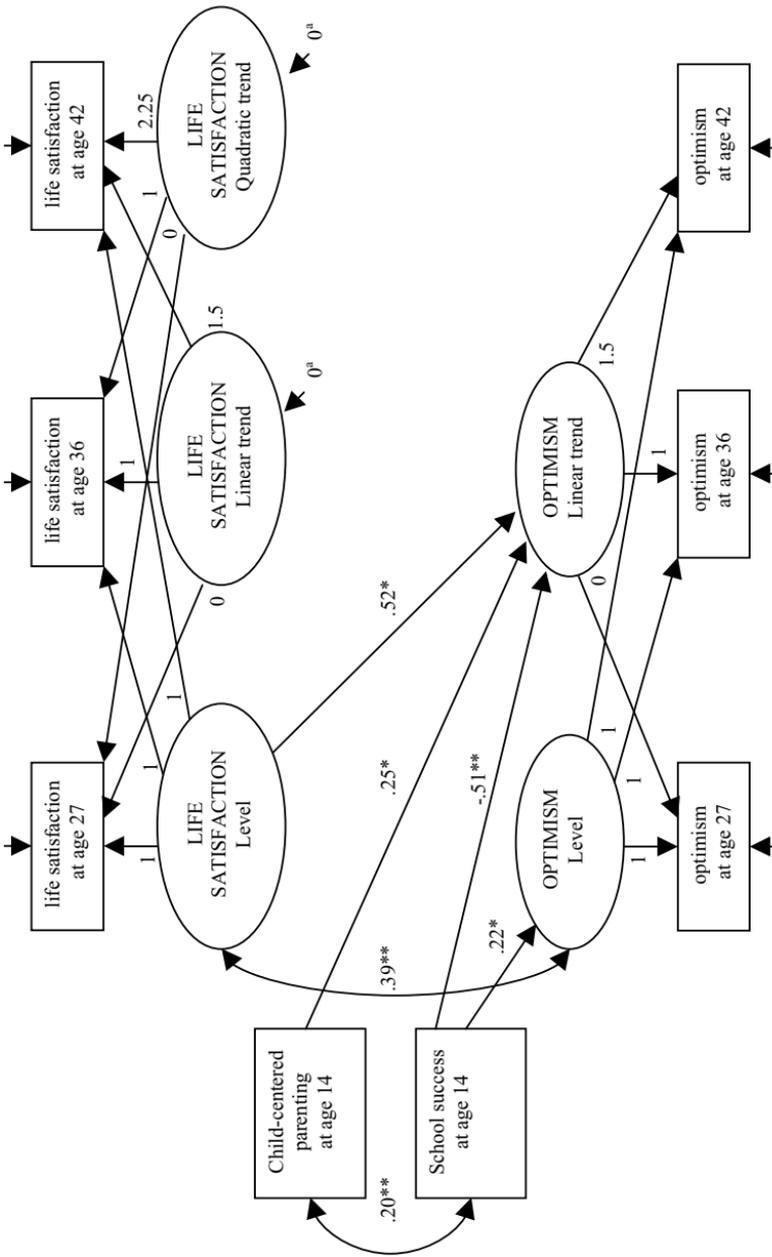 life satisfaction
at age 27
life satisfaction
at age 36
life satisfaction
at age 42
1
1
1
0
1
1.5
0
1
2.25
LIFE
SATISFACTION
Level
LIFE
SATISFACTION
Linear trend
LIFE
SATISFACTION
Quadratic trend
0ª
0ª
Child-centered
parenting
at age 14
School success
at age 14
.20**
.39**
.52*
.25*
-.51**
.22*
OPTIMISM
Level
OPTIMISM
Linear trend
1
1
1
0
1
1.5
optimism
at age 27
optimism
at age 36
optimism
at age 42